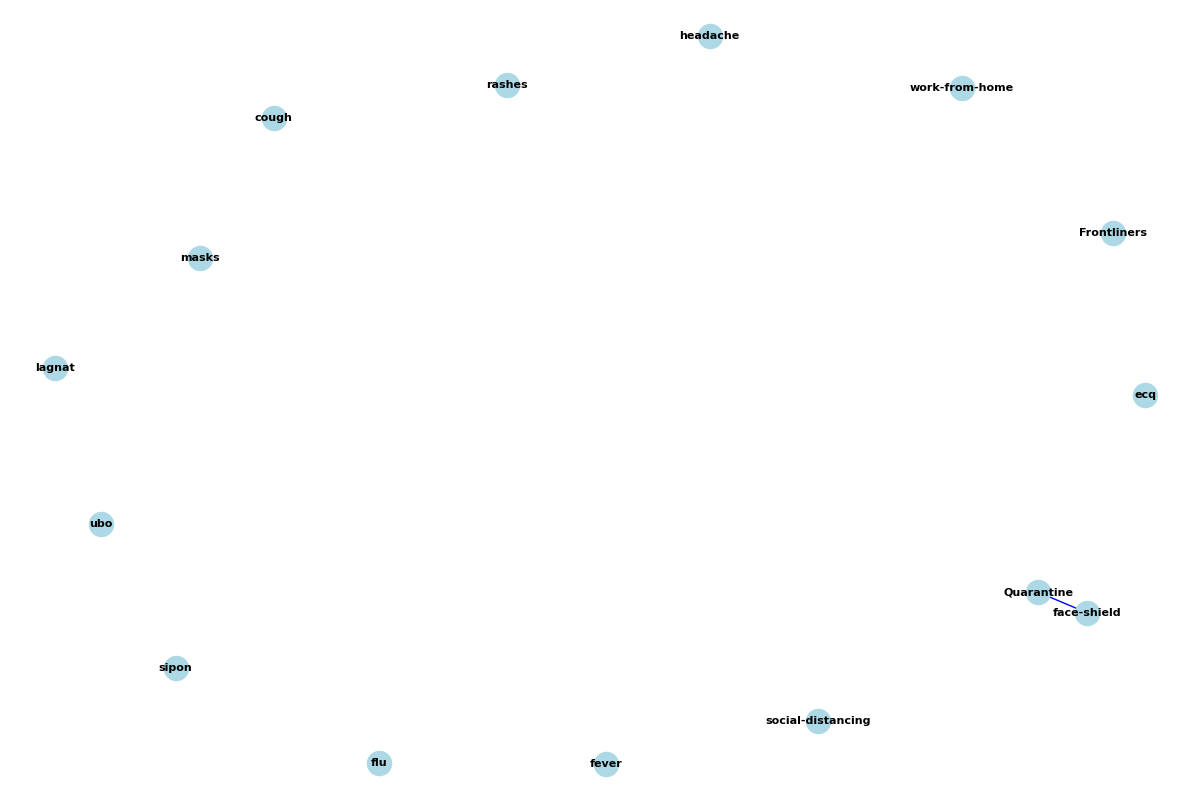 headache
rashes
work-from-home
cough
Frontliners
masks
lagnat
ecq
ubo
Quarantine
face-shield
sipon
social-distancing
flu
fever